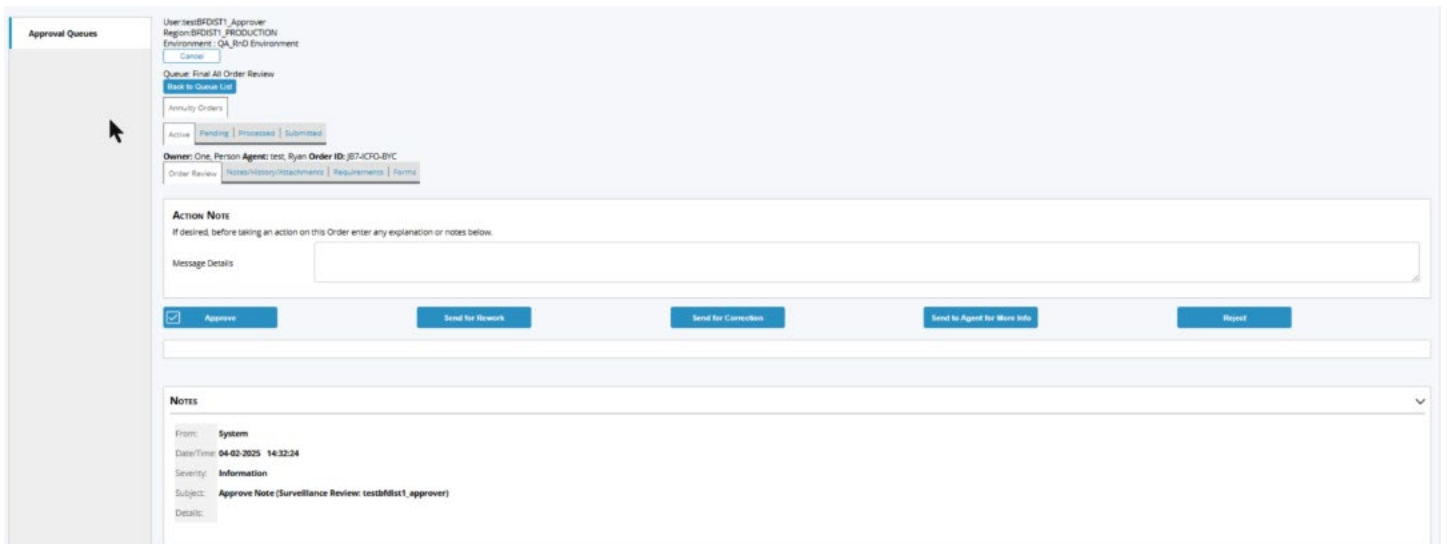 Approval Queues
User:testBFDIST1_Approver
Region:BFDIST1_PRODUCTION
Environment : QA_RnD Environment
Cancel
Queue: Final All Order Review
Back to Queue List
Annuity Orders
Active Pending Processed Submitted
Owner: One, Person Agent: test, Ryan Order ID: JB7-ICFO-BYC
Order Review Notes/History/Attachments Requirements Forms
ACTION NOTE
If desired, before taking an action on this Order enter any explanation or notes below.
Message Details
Approve Send for Rework Send for Correction Send to Agent for More Info Reject
NOTES
From: System
Date/Time: 04-02-2025 14:32:24
Severity: Information
Subject: Approve Note (Surveillance Review: testbfdist1_approver)
Details: